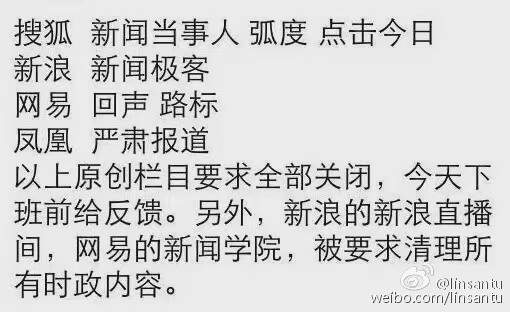 搜狐 新闻当事人 弧度 点击今日
新浪 新闻极客
网易 回声 路标
凤凰 严肃报道
以上原创栏目要求全部关闭，今天下
班前给反馈。另外，新浪的新浪直播
间，网易的新闻学院，被要求清理所
有时政内容。
@linsantu
weibo.com/linsantu